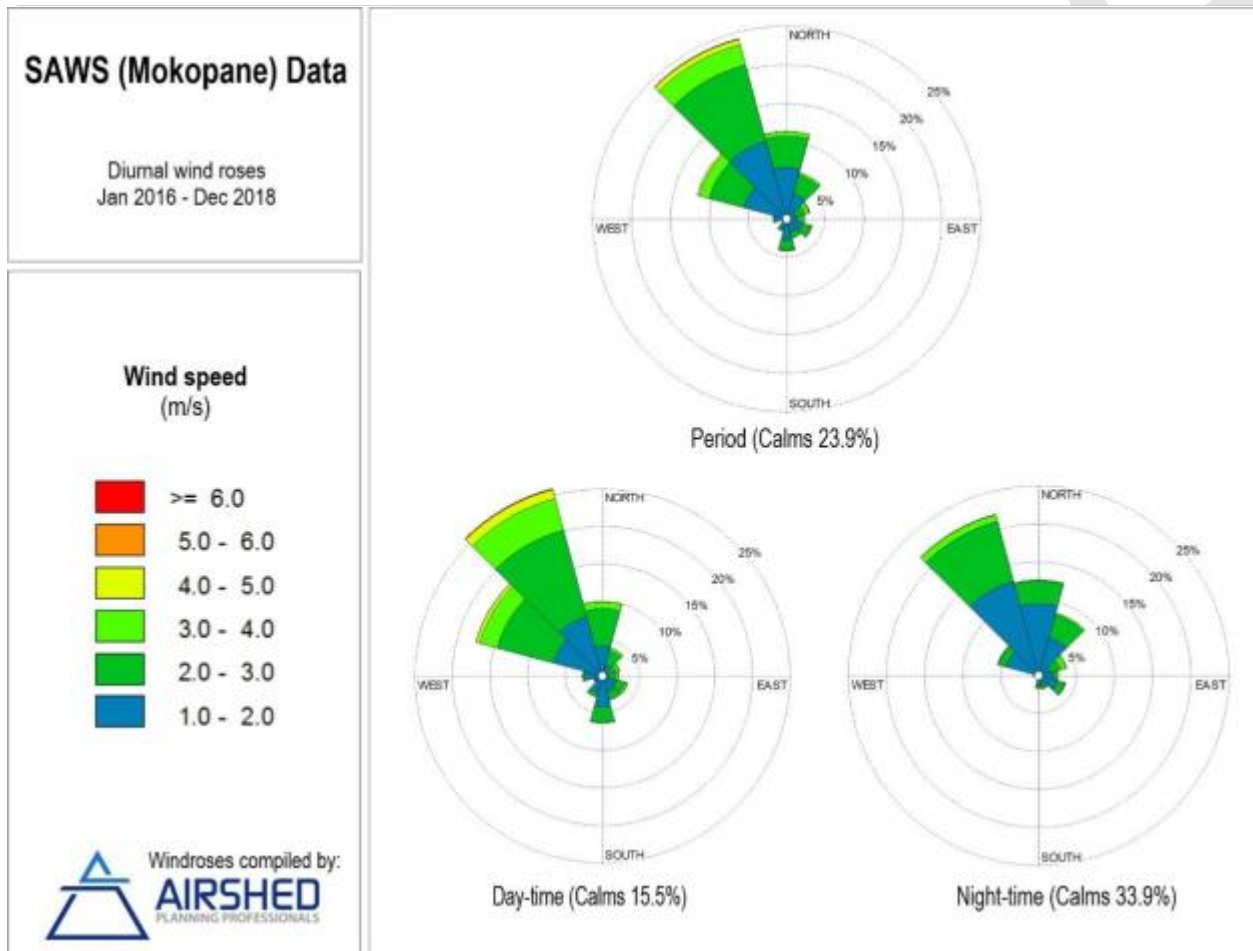 SAWS (Mokopane) Data
Diurnal wind roses
Jan 2016 - Dec 2018
Wind speed
(m/s)
>= 6.0
5.0 - 6.0
4.0 - 5.0
3.0 - 4.0
2.0 - 3.0
1.0 - 2.0
Windroses compiled by:
AIRSHED
PLANNING PROFESSIONALS
NORTH
25%
20%
15%
10%
5%
WEST
EAST
SOUTH
Period (Calms 23.9%)
NORTH
25%
20%
15%
10%
5%
WEST
EAST
SOUTH
Day-time (Calms 15.5%)
NORTH
25%
20%
15%
10%
5%
WEST
EAST
SOUTH
Night-time (Calms 33.9%)